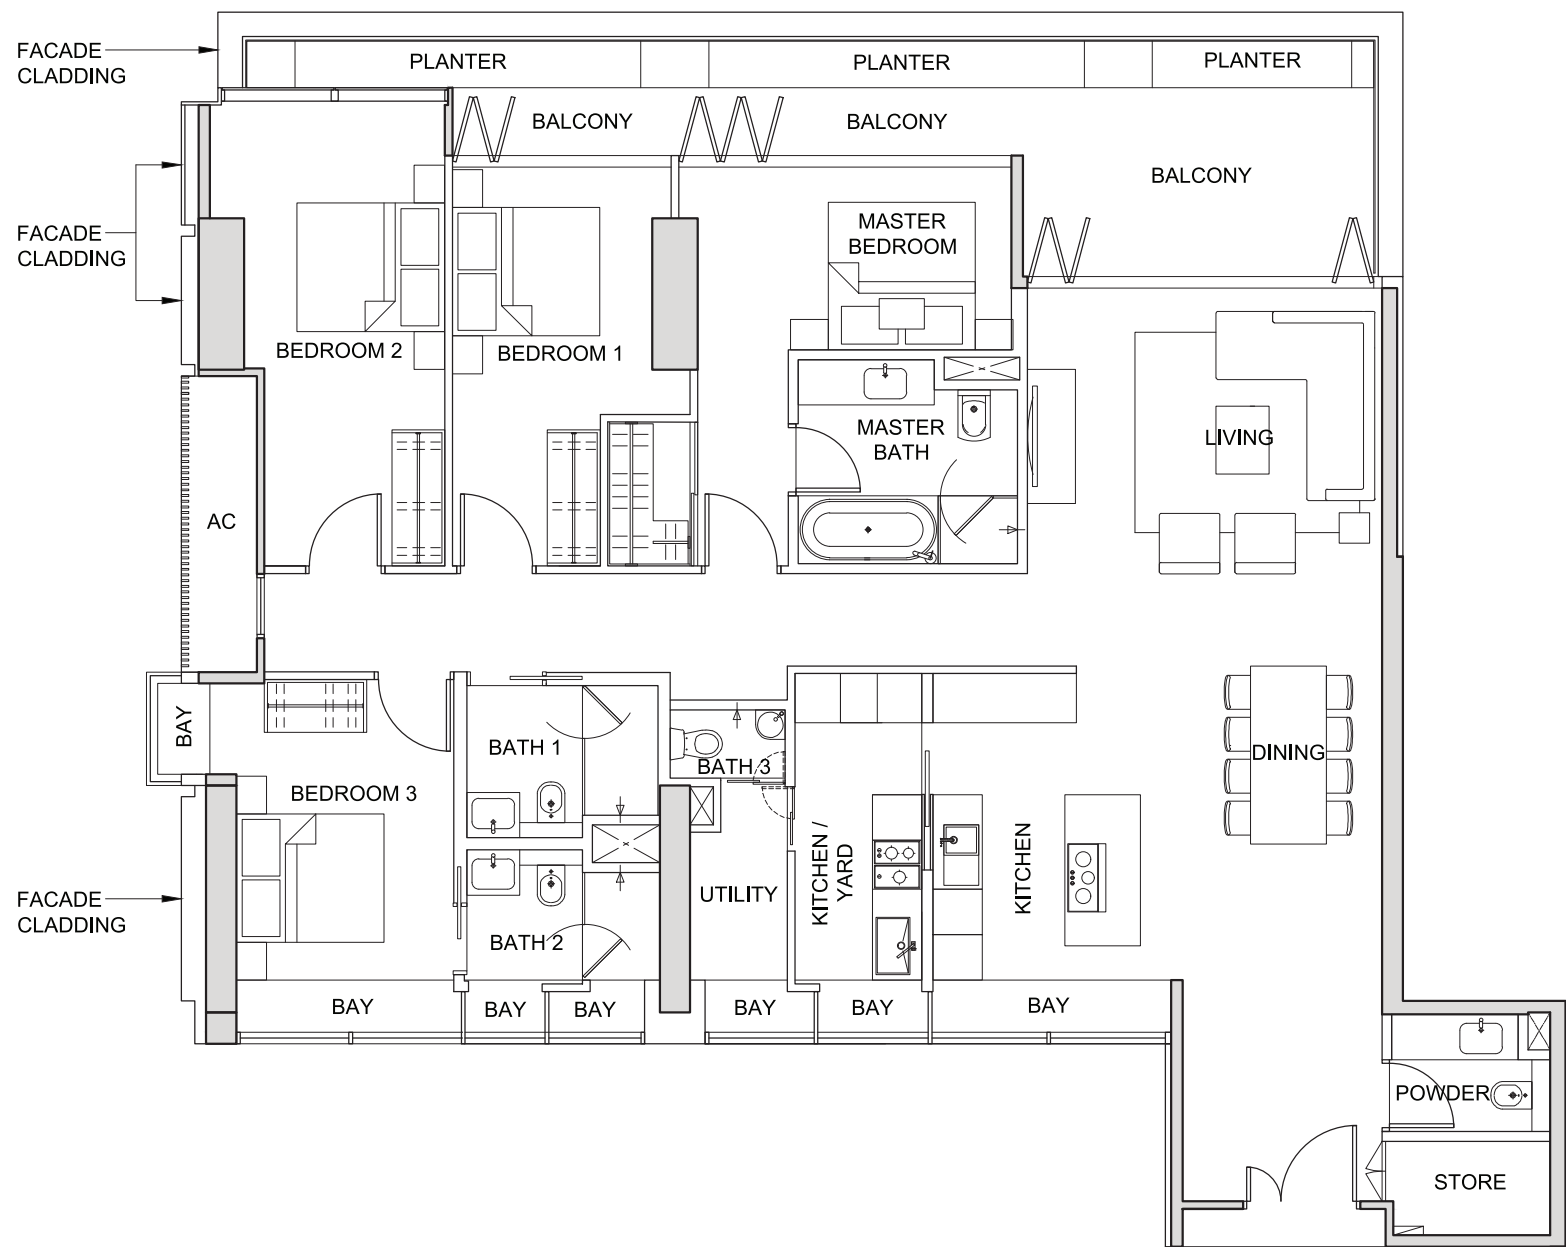 FACADE
CLADDING
PLANTER
PLANTER
PLANTER
BALCONY
BALCONY
BALCONY
FACADE
CLADDING
MASTER
BEDROOM
BEDROOM 2
BEDROOM 1
MASTER
BATH
LIVING
AC
BAY
BATH 1
BATH 3
DINING
BEDROOM 3
FACADE
CLADDING
UTILITY
KITCHEN /
YARD
KITCHEN
BATH 2
BAY
BAY
BAY
BAY
BAY
BAY
POWDER
STORE